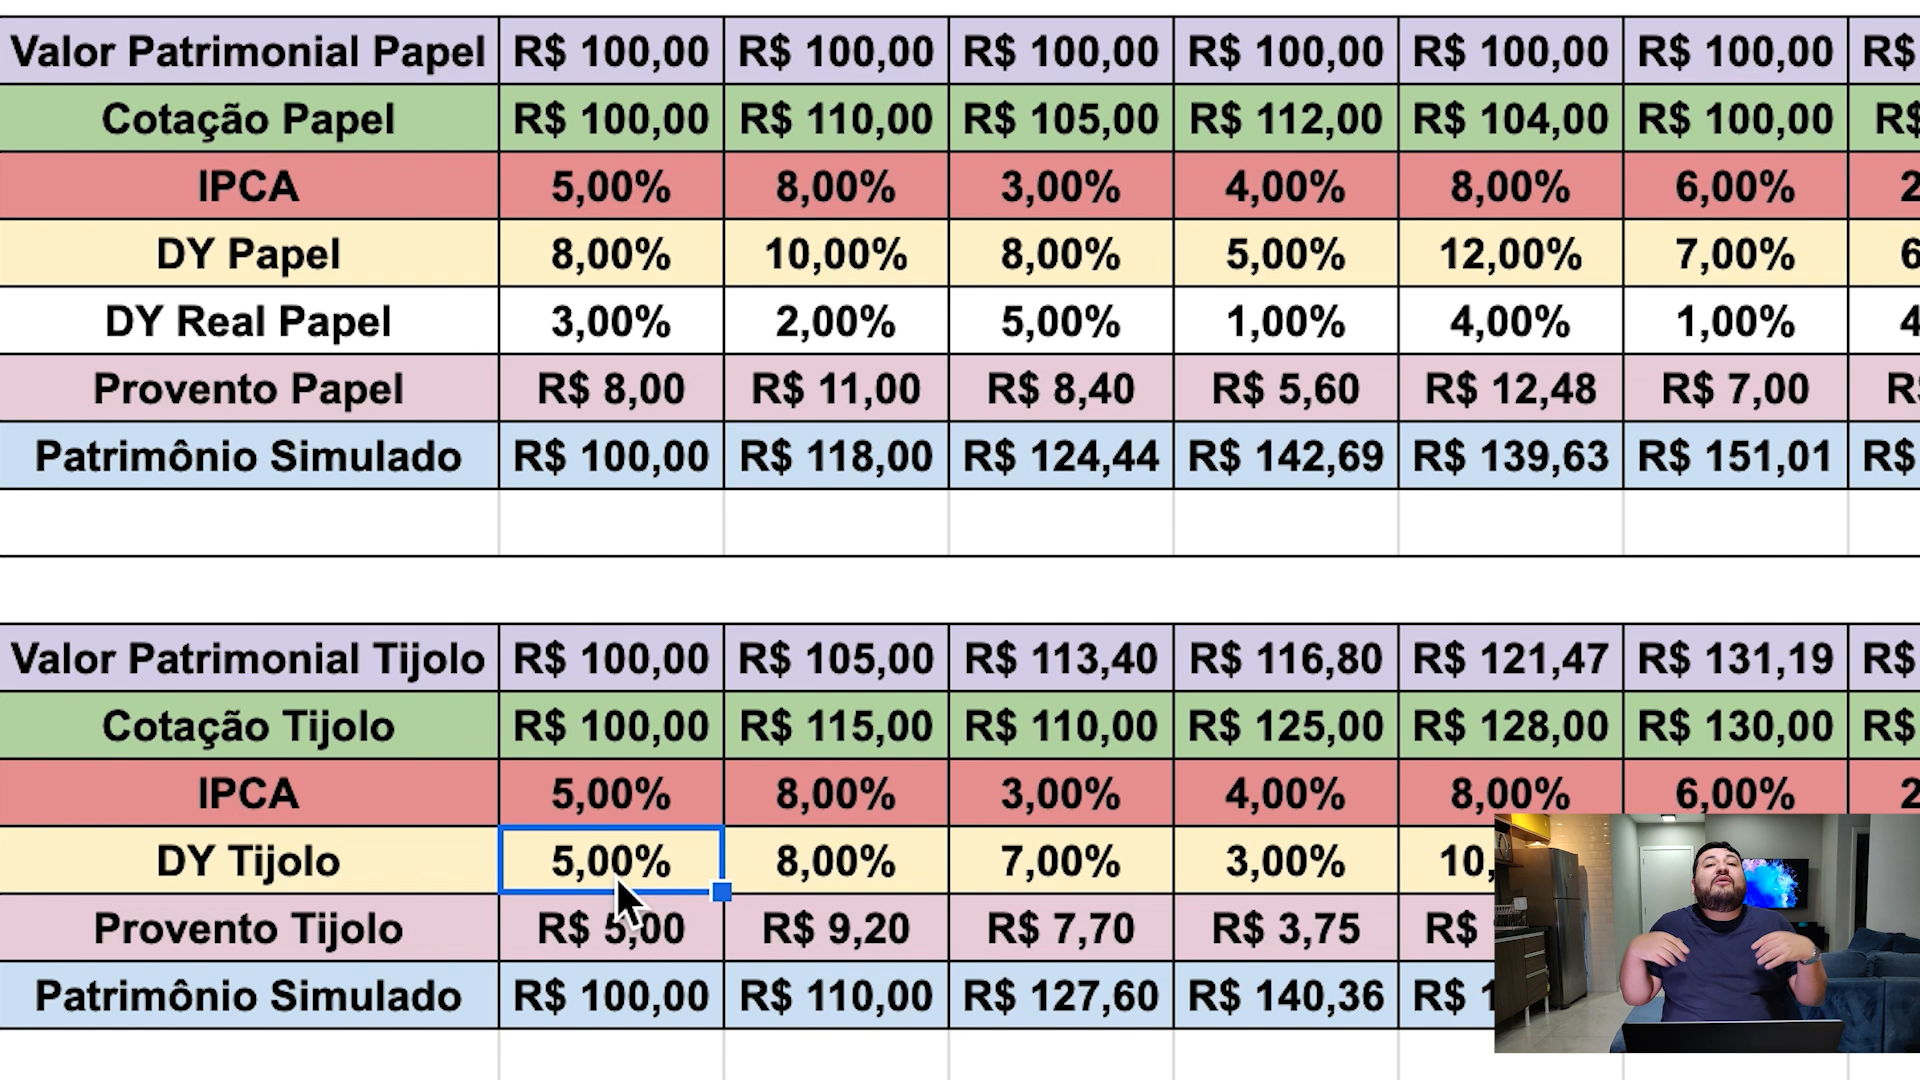 Valor Patrimonial Papel R$ 100,00 R$ 100,00 R$ 100,00 R$ 100,00 R$ 100,00 R$ 100,00 R$
Cotação Papel R$ 100,00 R$ 110,00 R$ 105,00 R$ 112,00 R$ 104,00 R$ 100,00 R$
IPCA 5,00% 8,00% 3,00% 4,00% 8,00% 6,00% 2
DY Papel 8,00% 10,00% 8,00% 5,00% 12,00% 7,00% 6
DY Real Papel 3,00% 2,00% 5,00% 1,00% 4,00% 1,00% 4
Provento Papel R$ 8,00 R$ 11,00 R$ 8,40 R$ 5,60 R$ 12,48 R$ 7,00 R$
Patrimônio Simulado R$ 100,00 R$ 118,00 R$ 124,44 R$ 142,69 R$ 139,63 R$ 151,01 R$
Valor Patrimonial Tijolo R$ 100,00 R$ 105,00 R$ 113,40 R$ 116,80 R$ 121,47 R$ 131,19 R$
Cotação Tijolo R$ 100,00 R$ 115,00 R$ 110,00 R$ 125,00 R$ 128,00 R$ 130,00 R$
IPCA 5,00% 8,00% 3,00% 4,00% 8,00% 6,00% 2
DY Tijolo 5,00% 8,00% 7,00% 3,00% 10,
Provento Tijolo R$ 5,00 R$ 9,20 R$ 7,70 R$ 3,75 R$
Patrimônio Simulado R$ 100,00 R$ 110,00 R$ 127,60 R$ 140,36 R$ 1